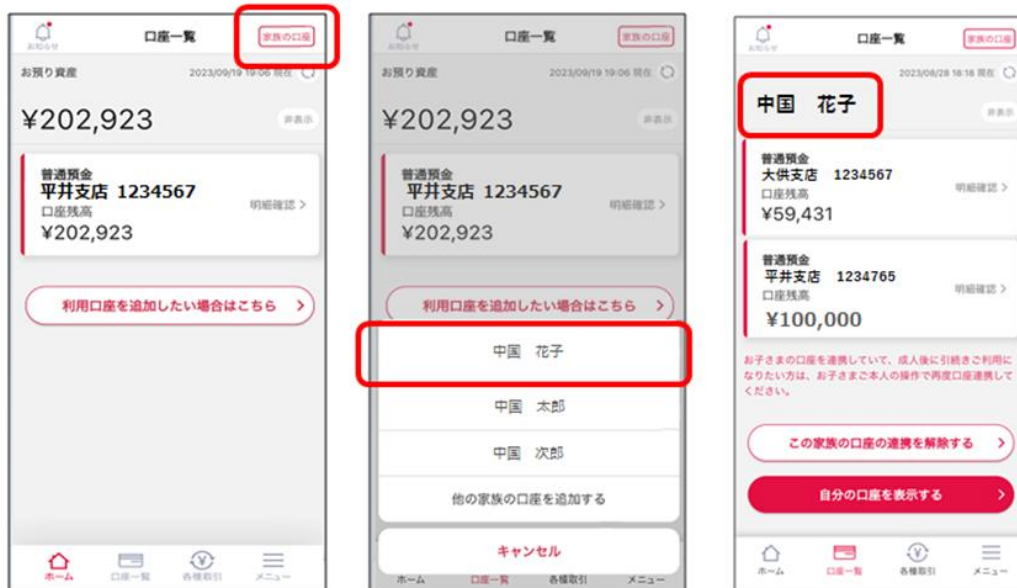 口座一覧
家族の口座
お知らせ
お預り資産
2023/09/19 19:06 現在
¥202,923
非表示
普通預金
平井支店 1234567
口座残高
明細確認 >
¥202,923
利用口座を追加したい場合はこちら >
ホーム
口座一覧
各種取引
メニュー
口座一覧
家族の口座
お知らせ
お預り資産
2023/09/19 19:06 現在
¥202,923
非表示
普通預金
平井支店 1234567
口座残高
明細確認 >
¥202,923
利用口座を追加したい場合はこちら >
中国 花子
中国 太郎
中国 次郎
他の家族の口座を追加する
キャンセル
ホーム
口座一覧
各種取引
メニュー
口座一覧
家族の口座
お知らせ
2023/08/28 18:18 現在
中国 花子
非表示
普通預金
大供支店 1234567
口座残高
明細確認 >
¥59,431
普通預金
平井支店 1234765
口座残高
明細確認 >
¥100,000
お子さまの口座を連携していて、成人後に引続きご利用に
なりたい方は、お子さまご本人の操作で再度口座連携して
ください。
この家族の口座の連携を解除する >
自分の口座を表示する >
ホーム
口座一覧
各種取引
メニュー